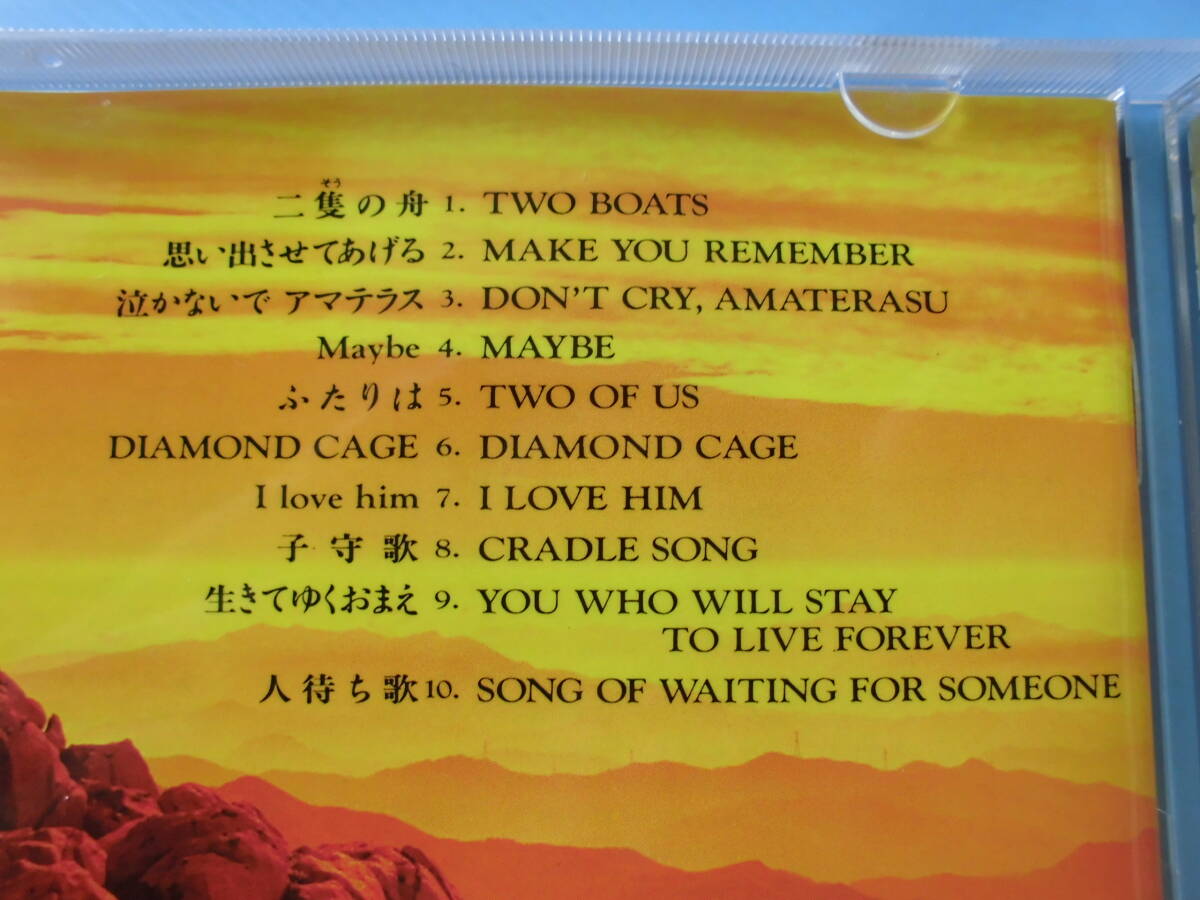 そう
二隻の舟 1. TWO BOATS
思い出させてあげる 2. MAKE YOU REMEMBER
泣かないで アマテラス 3. DON'T CRY, AMATERASU
Maybe 4. MAYBE
ふたりは 5. TWO OF US
DIAMOND CAGE 6. DIAMOND CAGE
I love him 7. I LOVE HIM
子守歌 8. CRADLE SONG
生きてゆくおまえ 9. YOU WHO WILL STAY
TO LIVE FOREVER
人待ち歌 10. SONG OF WAITING FOR SOMEONE